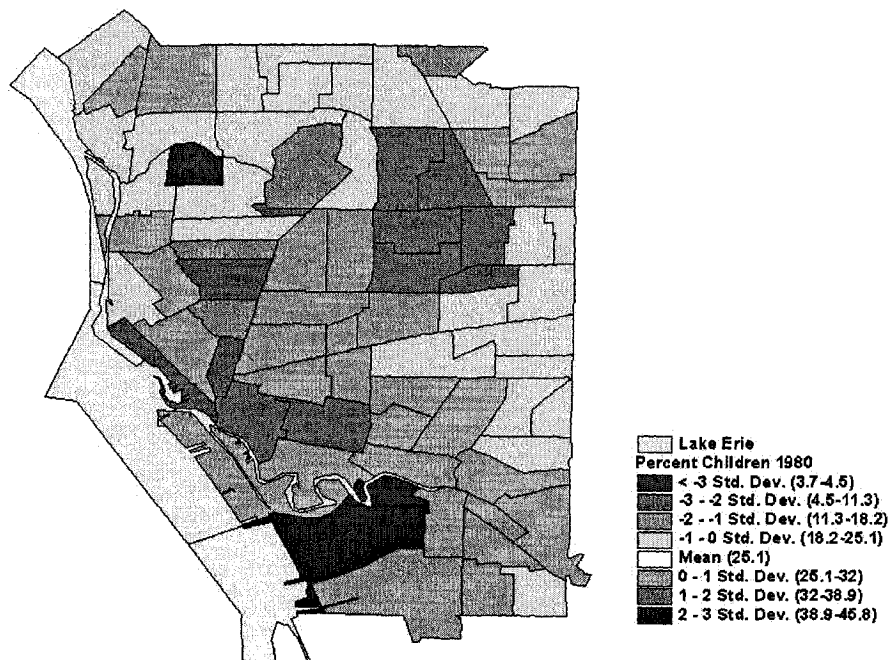 Lake Erie
Percent Children 1980
< -3 Std. Dev. (3.7-4.5)
-3 - -2 Std. Dev. (4.5-11.3)
-2 - -1 Std. Dev. (11.3-18.2)
-1 - 0 Std. Dev. (18.2-25.1)
Mean (25.1)
0 - 1 Std. Dev. (25.1-32)
1 - 2 Std. Dev. (32-38.9)
2 - 3 Std. Dev. (38.9-45.8)